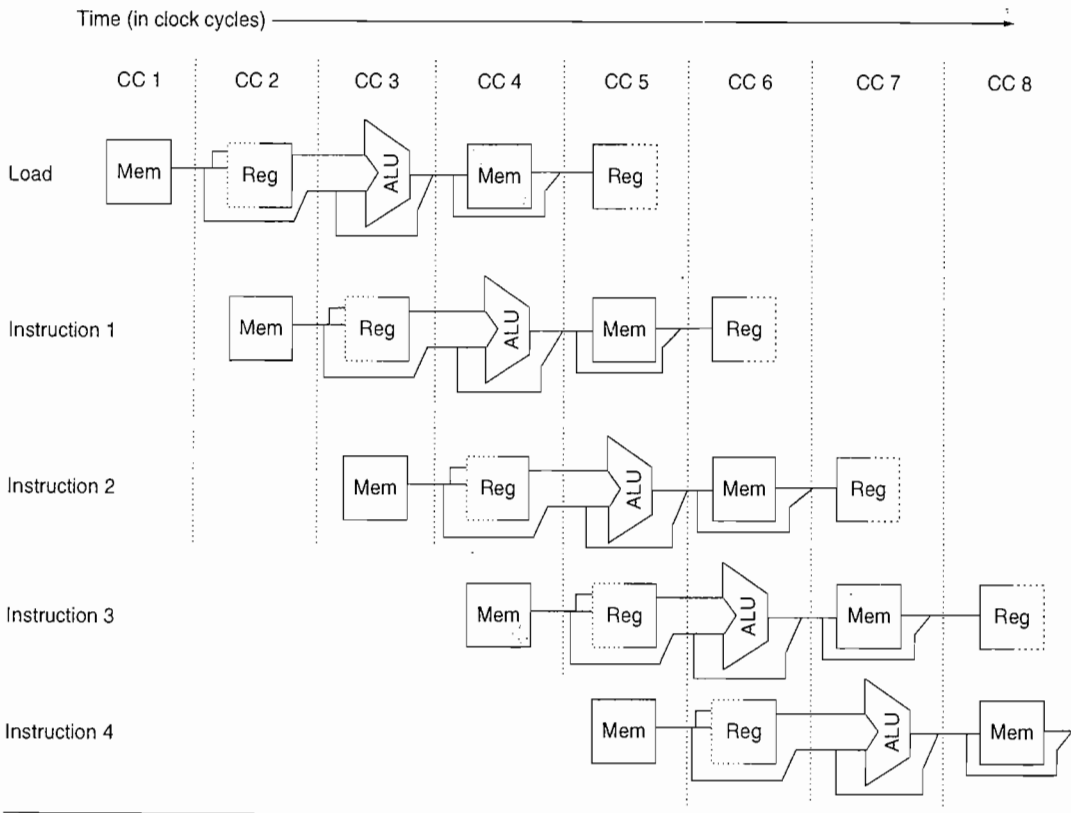 Time (in clock cycles)
CC 1 CC 2 CC 3 CC 4 CC 5 CC 6 CC 7 CC 8
Load Mem Reg ALU Mem Reg
Instruction 1 Mem Reg ALU Mem Reg
Instruction 2 Mem Reg ALU Mem Reg
Instruction 3 Mem Reg ALU Mem Reg
Instruction 4 Mem Reg ALU Mem